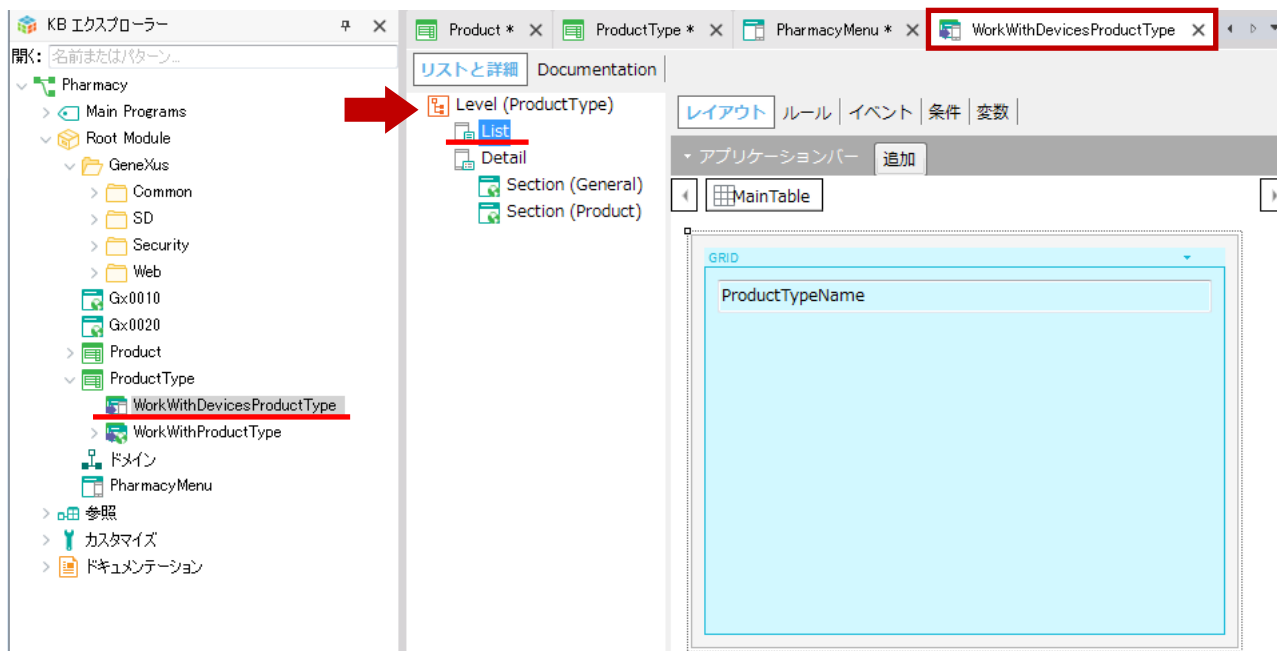 KB エクスプローラー
開く: 名前またはパターン...
Pharmacy
Main Programs
Root Module
GeneXus
Common
SD
Security
Web
Gx0010
Gx0020
Product
ProductType
WorkWithDevicesProductType
WorkWithProductType
ドメイン
PharmacyMenu
参照
カスタマイズ
ドキュメンテーション
Product * ProductType * PharmacyMenu * WorkWithDevicesProductType
リストと詳細 Documentation
Level (ProductType)
List
Detail
Section (General)
Section (Product)
レイアウト ルール イベント 条件 変数
アプリケーションバー 追加
MainTable
GRID
ProductTypeName